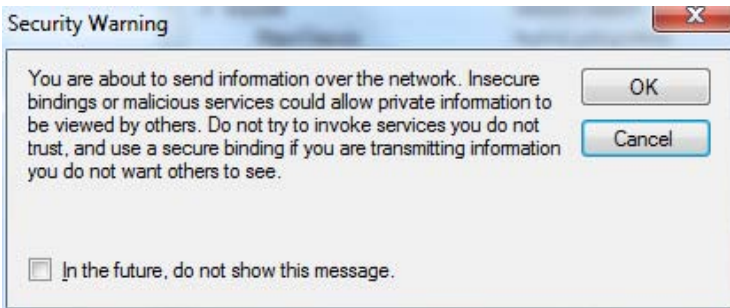 Security Warning
You are about to send information over the network. Insecure
bindings or malicious services could allow private information to
be viewed by others. Do not try to invoke services you do not
trust, and use a secure binding if you are transmitting information
you do not want others to see.
OK
Cancel
In the future, do not show this message.